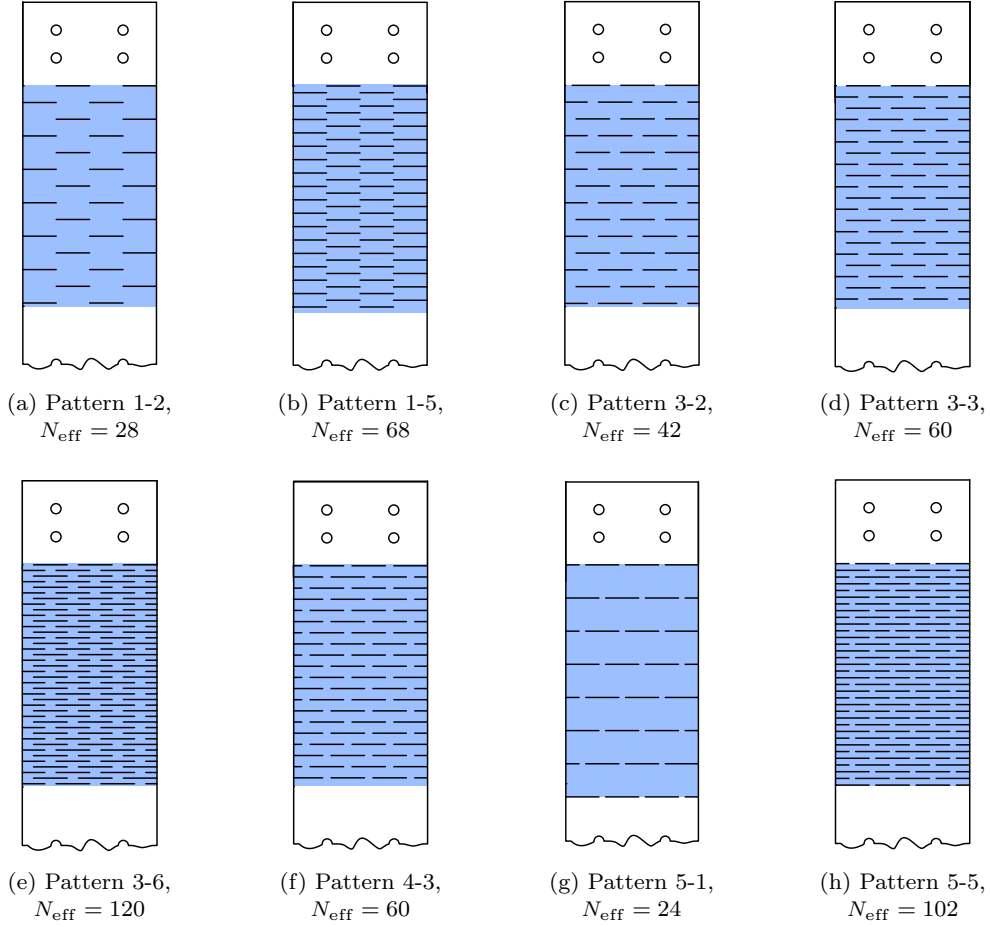 (a) Pattern 1-2,
N_eff = 28
(b) Pattern 1-5,
N_eff = 68
(c) Pattern 3-2,
N_eff = 42
(d) Pattern 3-3,
N_eff = 60
(e) Pattern 3-6,
N_eff = 120
(f) Pattern 4-3,
N_eff = 60
(g) Pattern 5-1,
N_eff = 24
(h) Pattern 5-5,
N_eff = 102